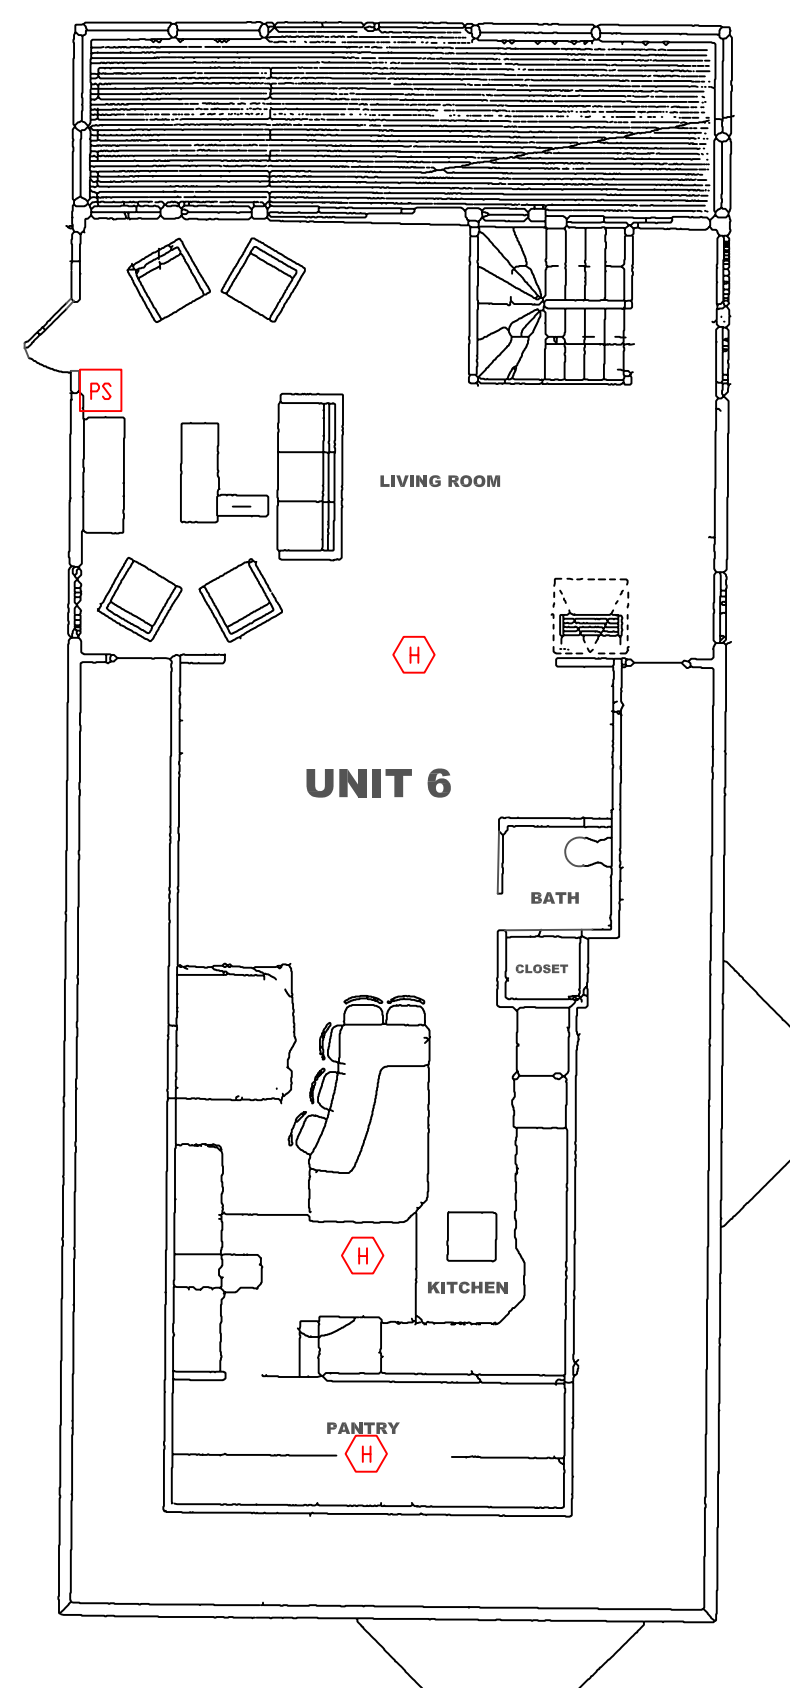 PS
LIVING ROOM
H
UNIT 6
BATH
CLOSET
H
KITCHEN
PANTRY
H